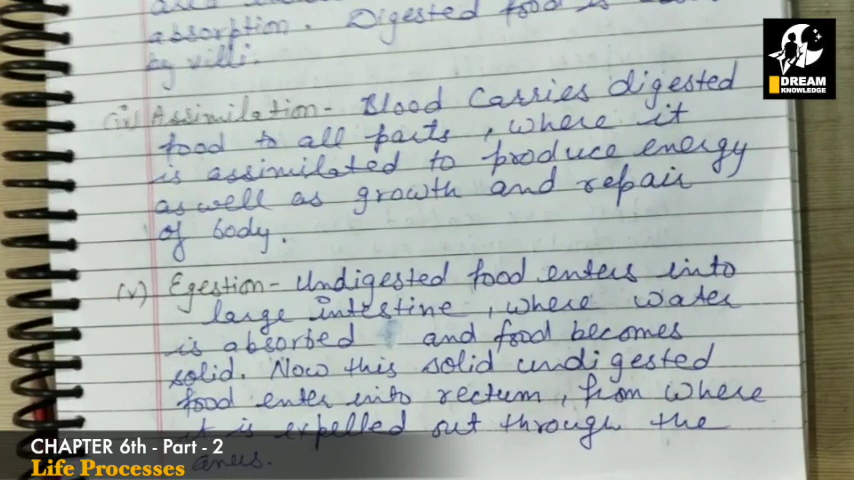 absorption. Digested food is
by villi.
(iv) Assimilation - Blood Carries digested
food to all parts, where it
is assimilated to produce energy
as well as growth and repair
of body.
(v) Egestion - Undigested food enters into
large intestine, where water
is absorbed and food becomes
solid. Now this solid undigested
food enter into rectum, from where
it is expelled out through the
anus.
DREAM
KNOWLEDGE
CHAPTER 6th - Part - 2
Life Processes